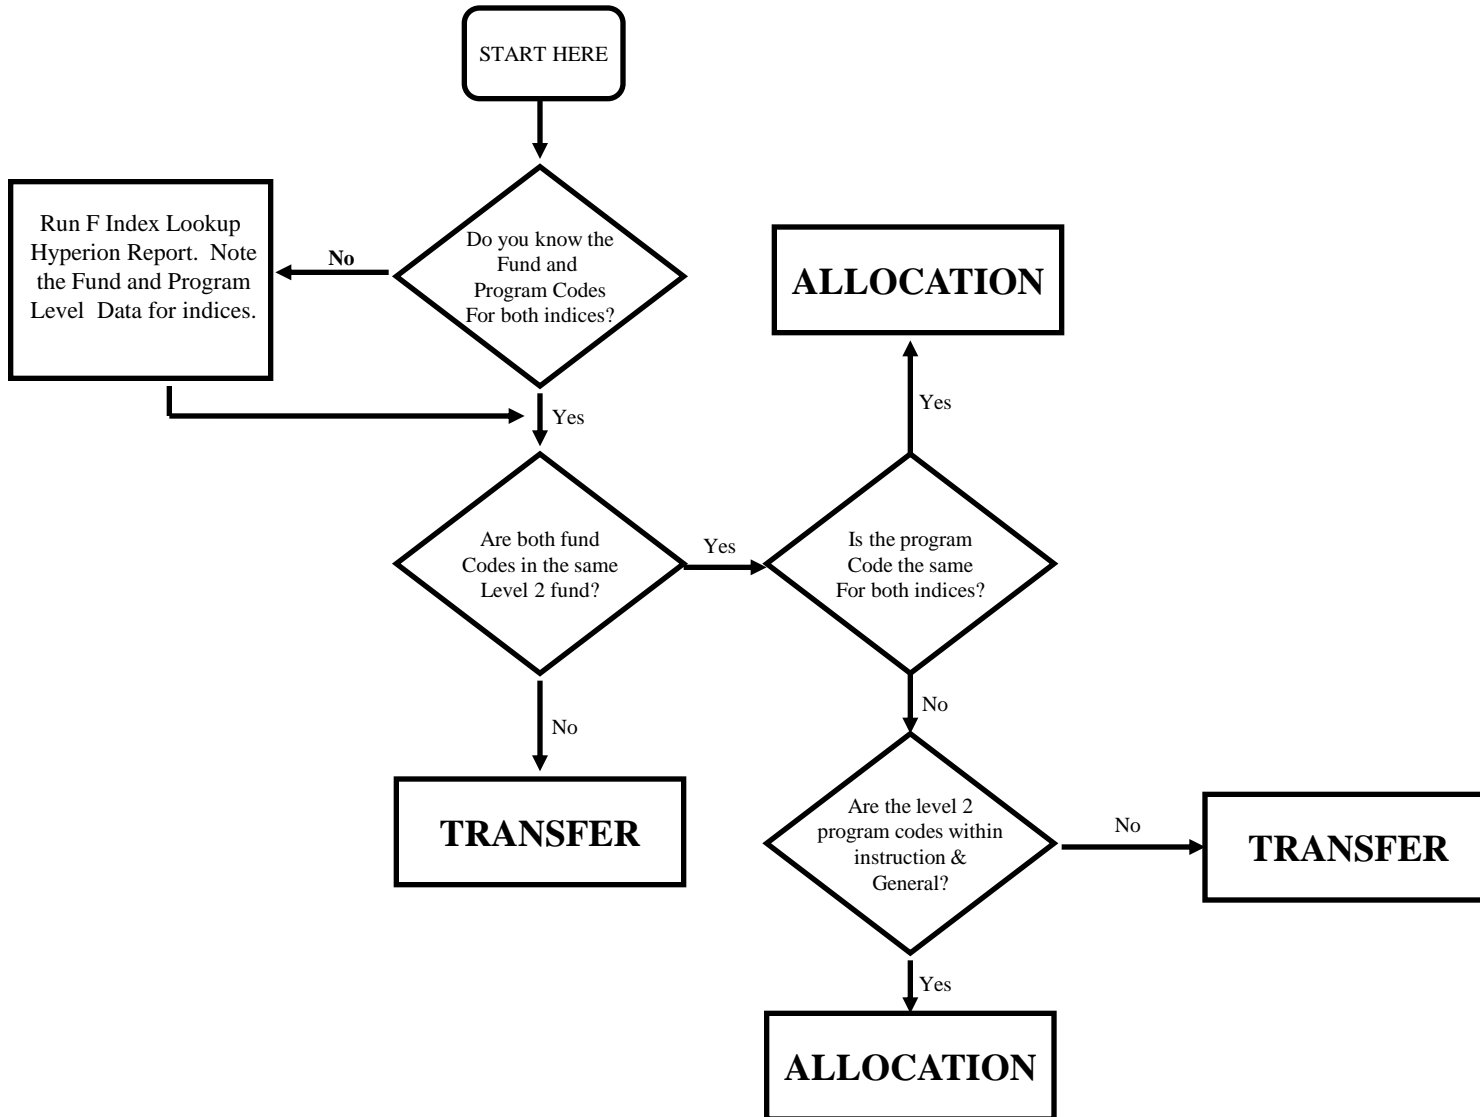 START HERE
Do you know the
Fund and
Program Codes
For both indices?
No
Run F Index Lookup
Hyperion Report.  Note
the Fund and Program
Level  Data for indices.
Yes
Are both fund
Codes in the same
Level 2 fund?
Yes
Is the program
Code the same
For both indices?
Yes
ALLOCATION
No
TRANSFER
No
Are the level 2
program codes within
instruction &
General?
No
TRANSFER
Yes
ALLOCATION